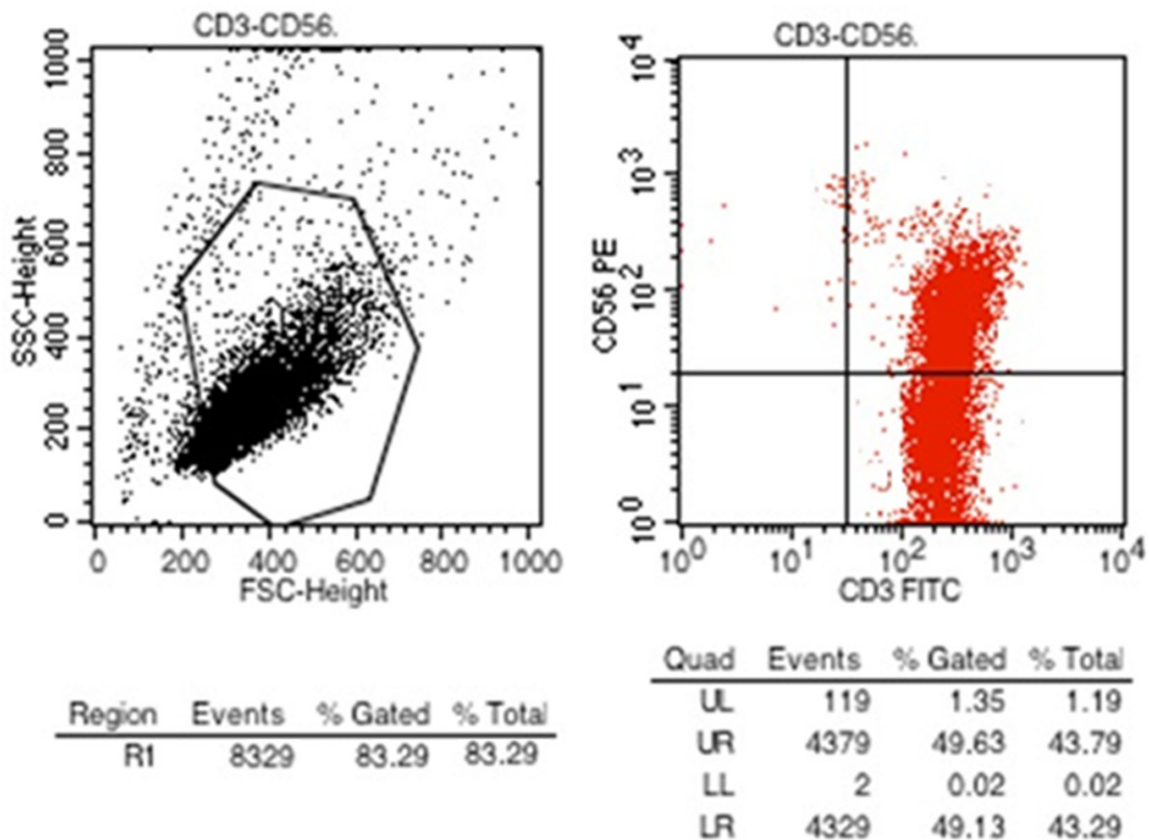 CD3-CD56.
1000
800
600
400
200
0
SSC-Height
0 200 400 600 800 1000
FSC-Height
Region Events % Gated % Total
R1 8329 83.29 83.29
CD3-CD56.
10^4
10^3
10^2
10^1
10^0
CD56 PE
10^0 10^1 10^2 10^3 10^4
CD3 FITC
Quad Events % Gated % Total
UL 119 1.35 1.19
UR 4379 49.63 43.79
LL 2 0.02 0.02
LR 4329 49.13 43.29